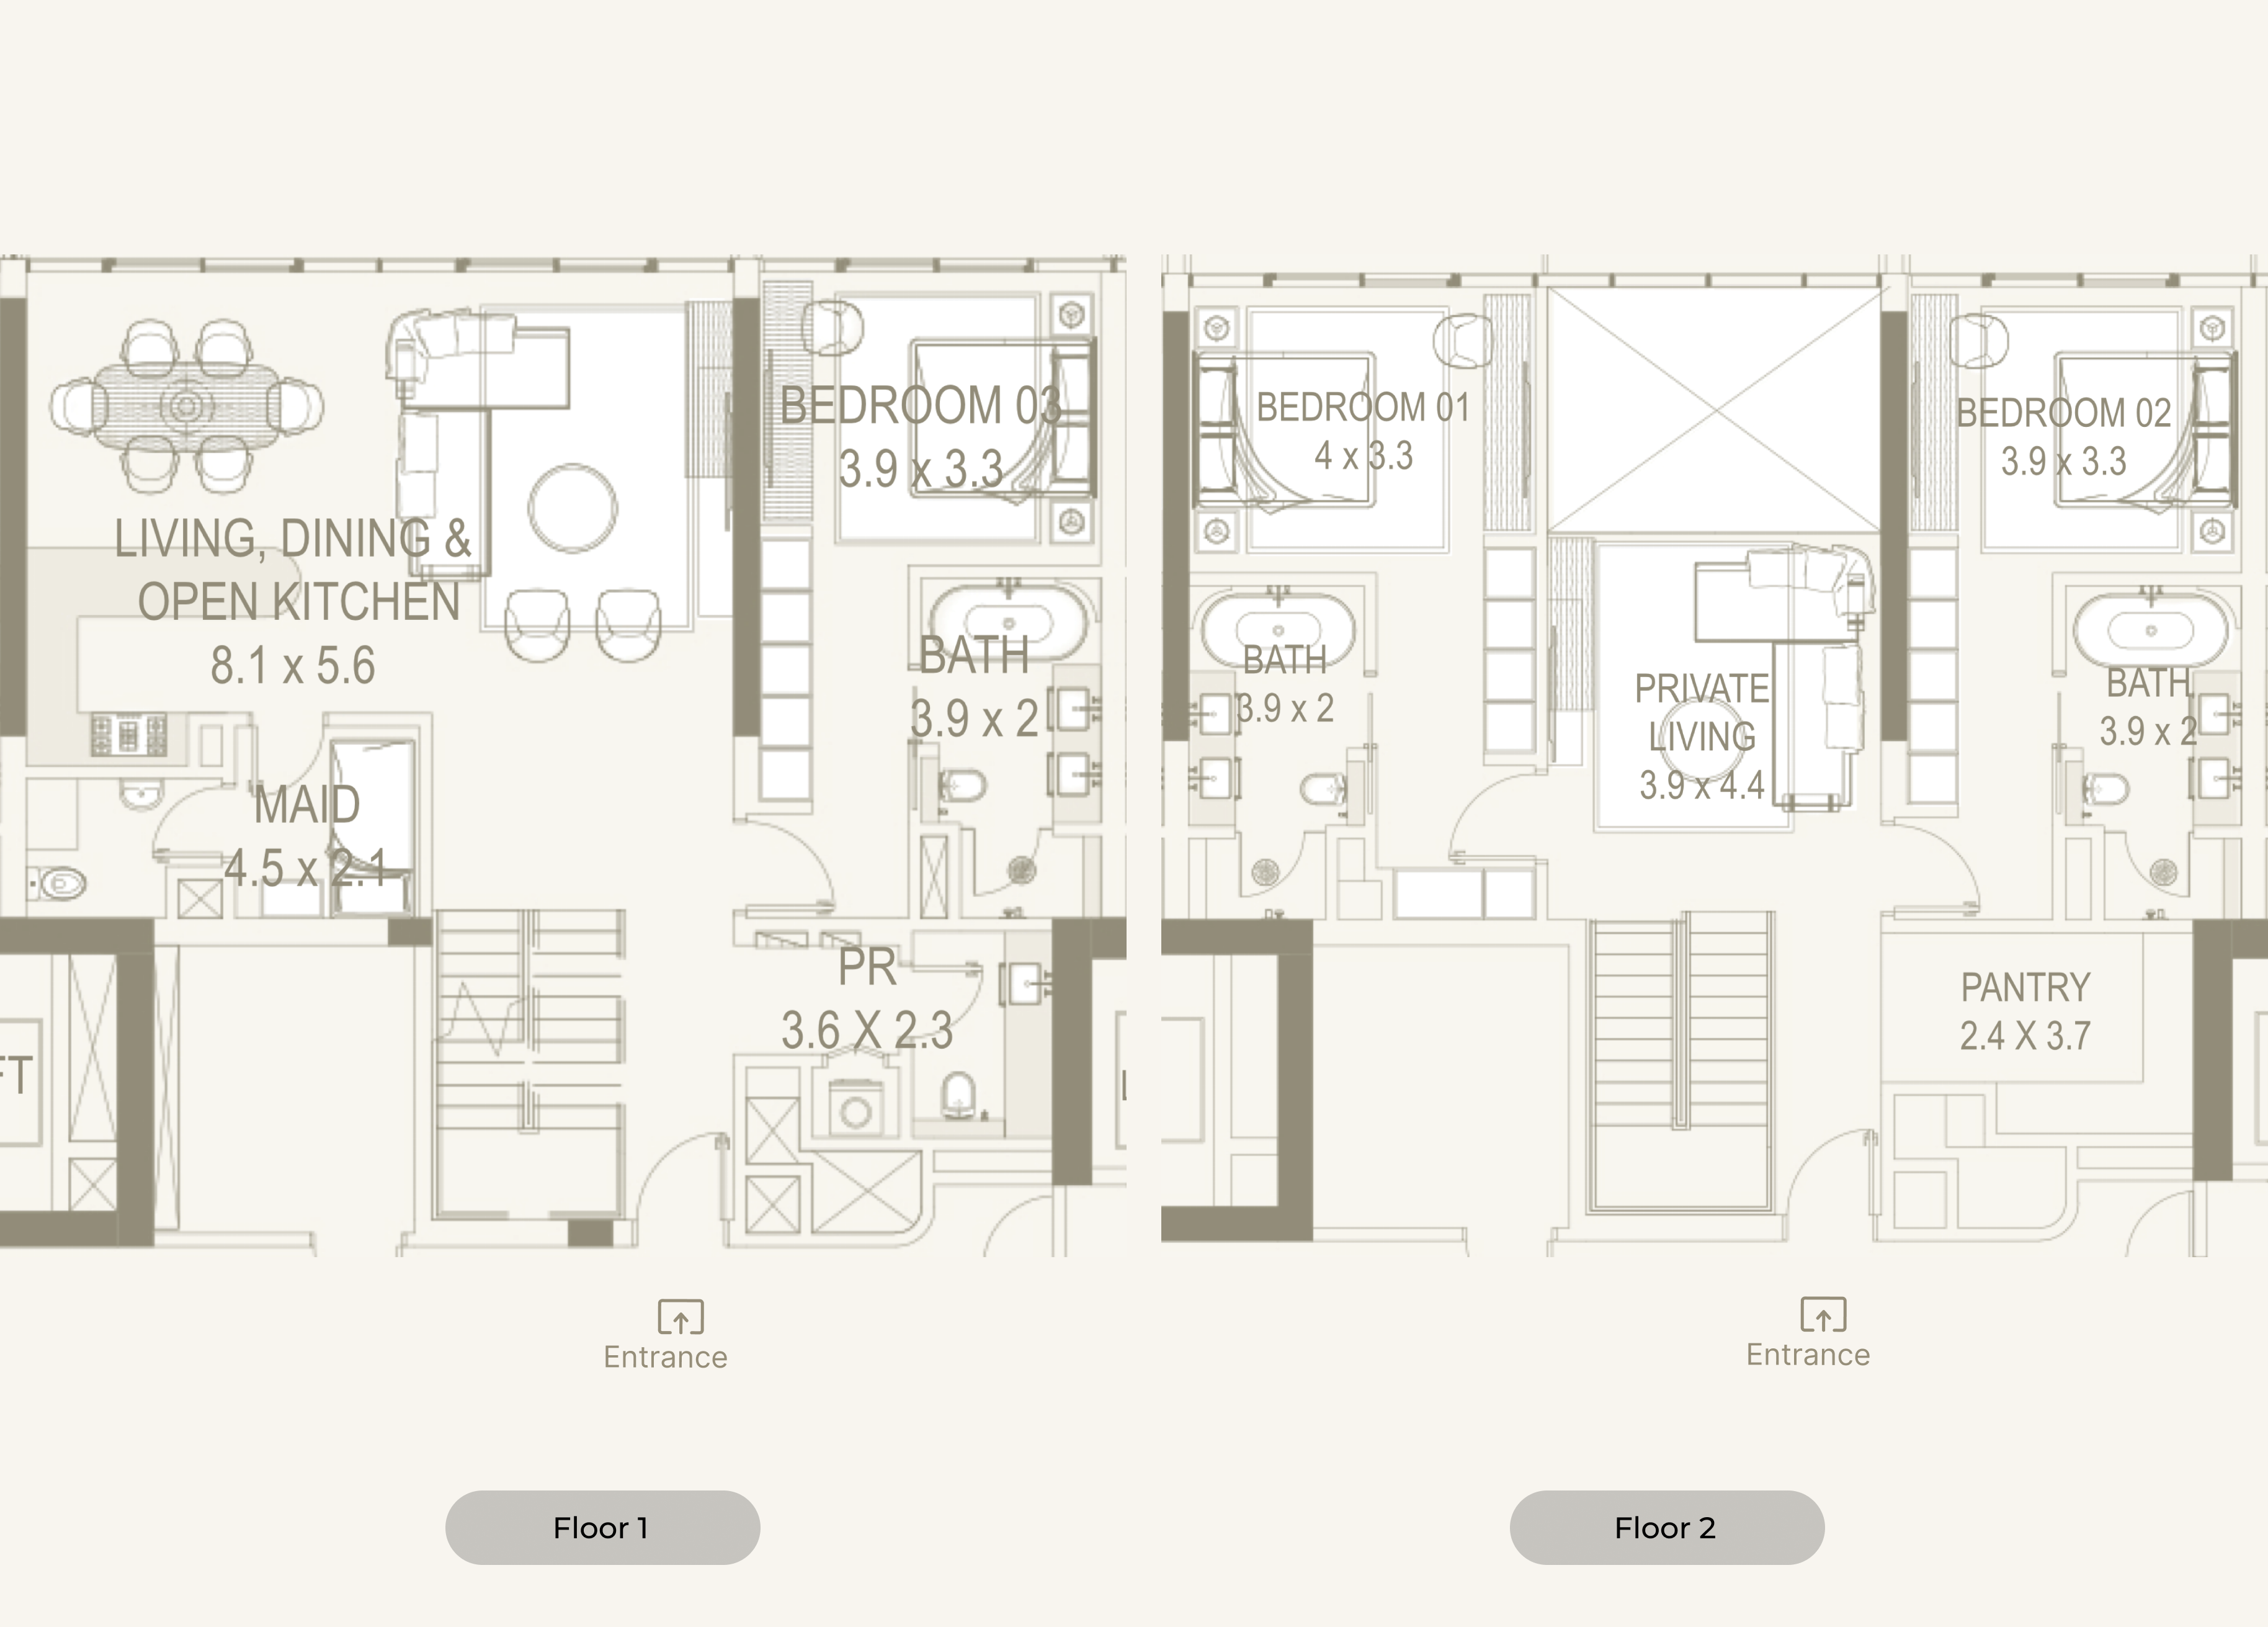 BEDROOM 03
3.9 x 3.3
LIVING, DINING &
OPEN KITCHEN
8.1 x 5.6
BATH
3.9 x 2
MAID
4.5 x 2.1
PR
3.6 X 2.3
FT
Entrance
Floor 1
BEDROOM 01
4 x 3.3
BEDROOM 02
3.9 x 3.3
BATH
3.9 x 2
PRIVATE
LIVING
3.9 x 4.4
BATH
3.9 x 2
PANTRY
2.4 X 3.7
Entrance
Floor 2